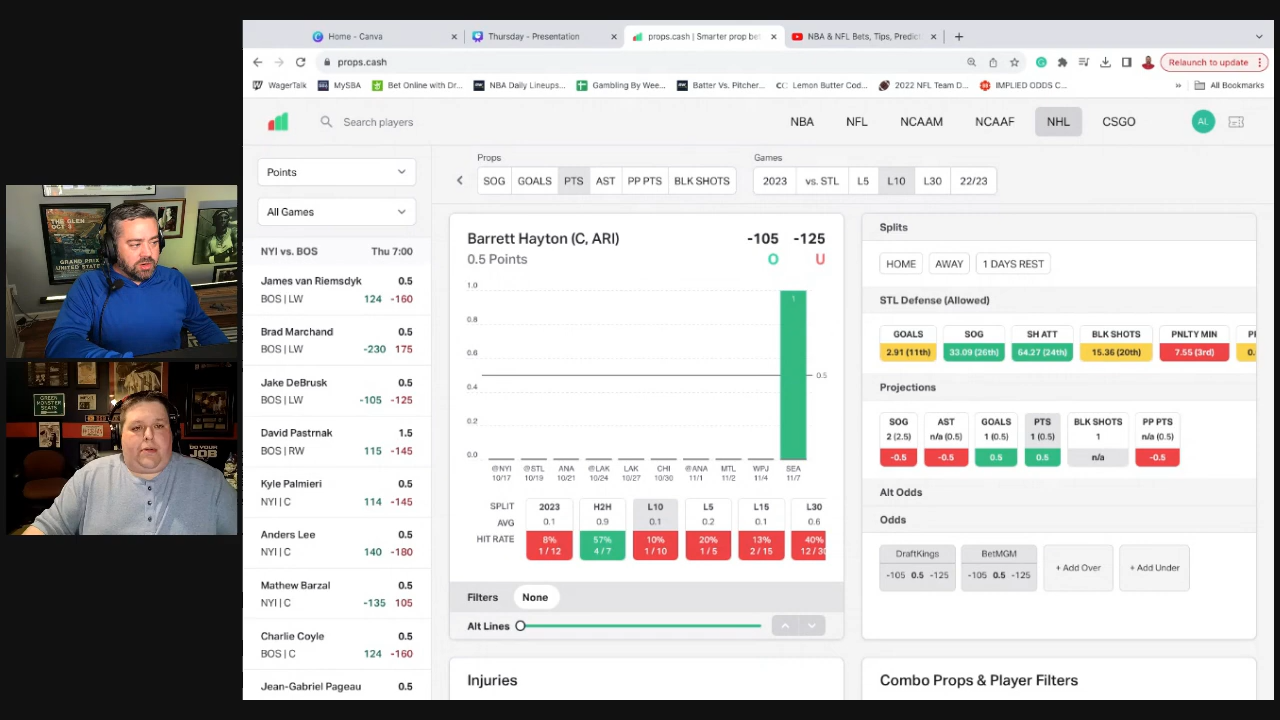 Home - Canva
Thursday - Presentation
props.cash | Smarter prop bet
NBA & NFL Bets, Tips, Predict
props.cash
Relaunch to update
WagerTalk
MySBA
Bet Online with Dr...
NBA Daily Lineups...
Gambling By Wee...
Batter Vs. Pitcher...
Lemon Butter Cod...
2022 NFL Team D...
IMPLIED ODDS C...
»
All Bookmarks
Search players
NBA
NFL
NCAAM
NCAAF
NHL
CSGO
AL
Points
All Games
NYI vs. BOS Thu 7:00
James van Riemsdyk 0.5
BOS | LW 124 -160
Brad Marchand 0.5
BOS | LW -230 175
Jake DeBrusk 0.5
BOS | LW -105 -125
David Pastrnak 1.5
BOS | RW 115 -145
Kyle Palmieri 0.5
NYI | C 114 -145
Anders Lee 0.5
NYI | C 140 -180
Mathew Barzal 0.5
NYI | C -135 105
Charlie Coyle 0.5
BOS | C 124 -160
Jean-Gabriel Pageau 0.5
Props
SOG GOALS PTS AST PP PTS BLK SHOTS
Games
2023 vs. STL L5 L10 L30 22/23
Barrett Hayton (C, ARI) -105 -125
0.5 Points O U
1.0
0.8
0.6
0.4
0.2
0.0
1
0.5
@NYI @STL ANA @LAK LAK CHI @ANA MTL WPJ SEA
10/17 10/19 10/21 10/24 10/27 10/30 11/1 11/2 11/4 11/7
SPLIT 2023 H2H L10 L5 L15 L30
AVG 0.1 0.9 0.1 0.2 0.1 0.6
HIT RATE 8% 57% 10% 20% 13% 40%
1 / 12 4 / 7 1 / 10 1 / 5 2 / 15 12 / 30
Filters None
Alt Lines
Injuries
Splits
HOME AWAY 1 DAYS REST
STL Defense (Allowed)
GOALS SOG SH ATT BLK SHOTS PNLTY MIN
2.91 (11th) 33.09 (26th) 64.27 (24th) 15.36 (20th) 7.55 (3rd) 0.
Projections
SOG AST GOALS PTS BLK SHOTS PP PTS
2 (2.5) n/a (0.5) 1 (0.5) 1 (0.5) 1 n/a (0.5)
-0.5 -0.5 0.5 0.5 n/a -0.5
Alt Odds
Odds
DraftKings BetMGM
-105 0.5 -125 -105 0.5 -125
+ Add Over
+ Add Under
Combo Props & Player Filters
THE GLEN
GRAND PRIX
UNITED STATES
GREEN
MONSTER
SEATS
DO YOUR
JOB